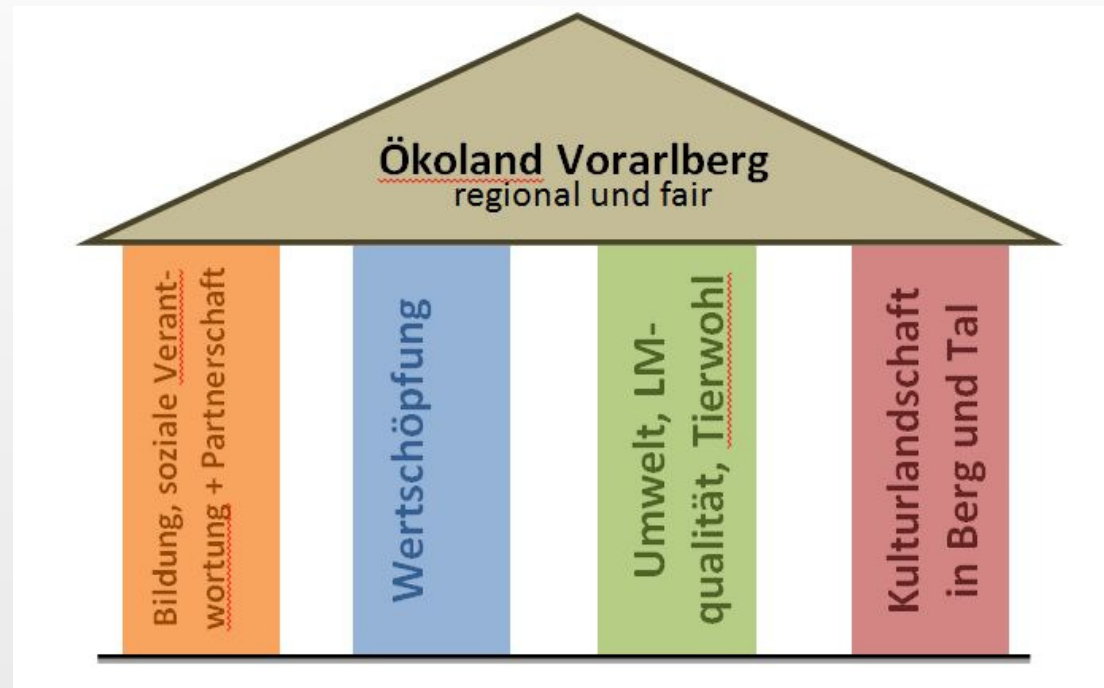 Ökoland Vorarlberg
regional und fair
Bildung, soziale Verant-
wortung + Partnerschaft
Wertschöpfung
Umwelt, LM-
qualität, Tierwohl
Kulturlandschaft
in Berg und Tal